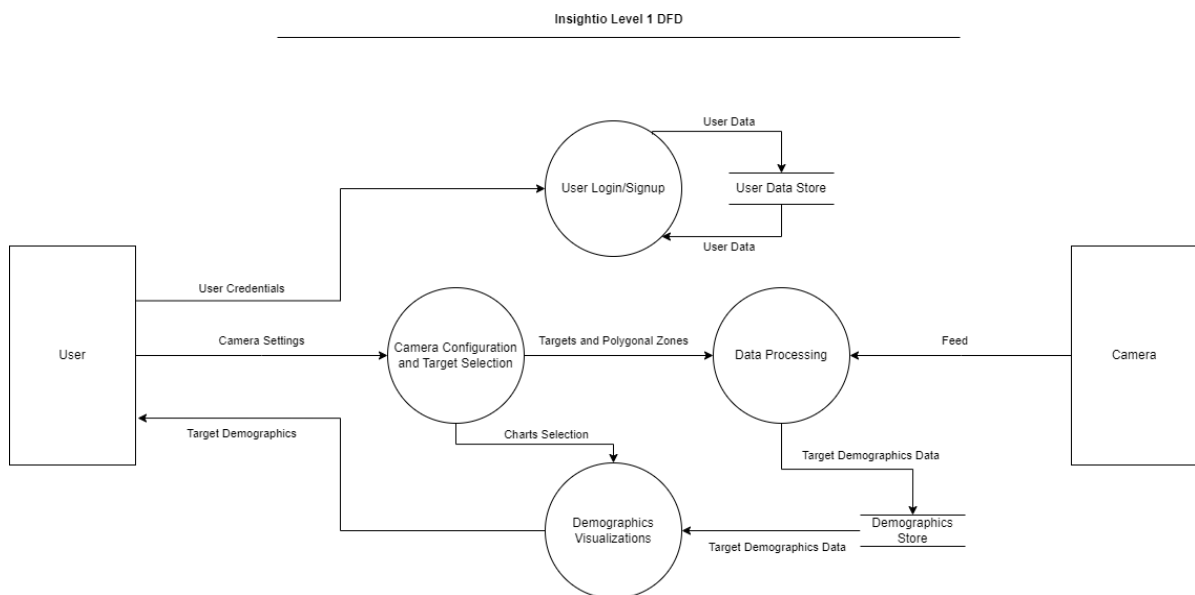 Insightio Level 1 DFD
User Data
User Login/Signup
User Data Store
User Data
User Credentials
User
Camera Settings
Camera Configuration
and Target Selection
Targets and Polygonal Zones
Data Processing
Feed
Camera
Target Demographics
Charts Selection
Target Demographics Data
Demographics
Visualizations
Target Demographics Data
Demographics
Store